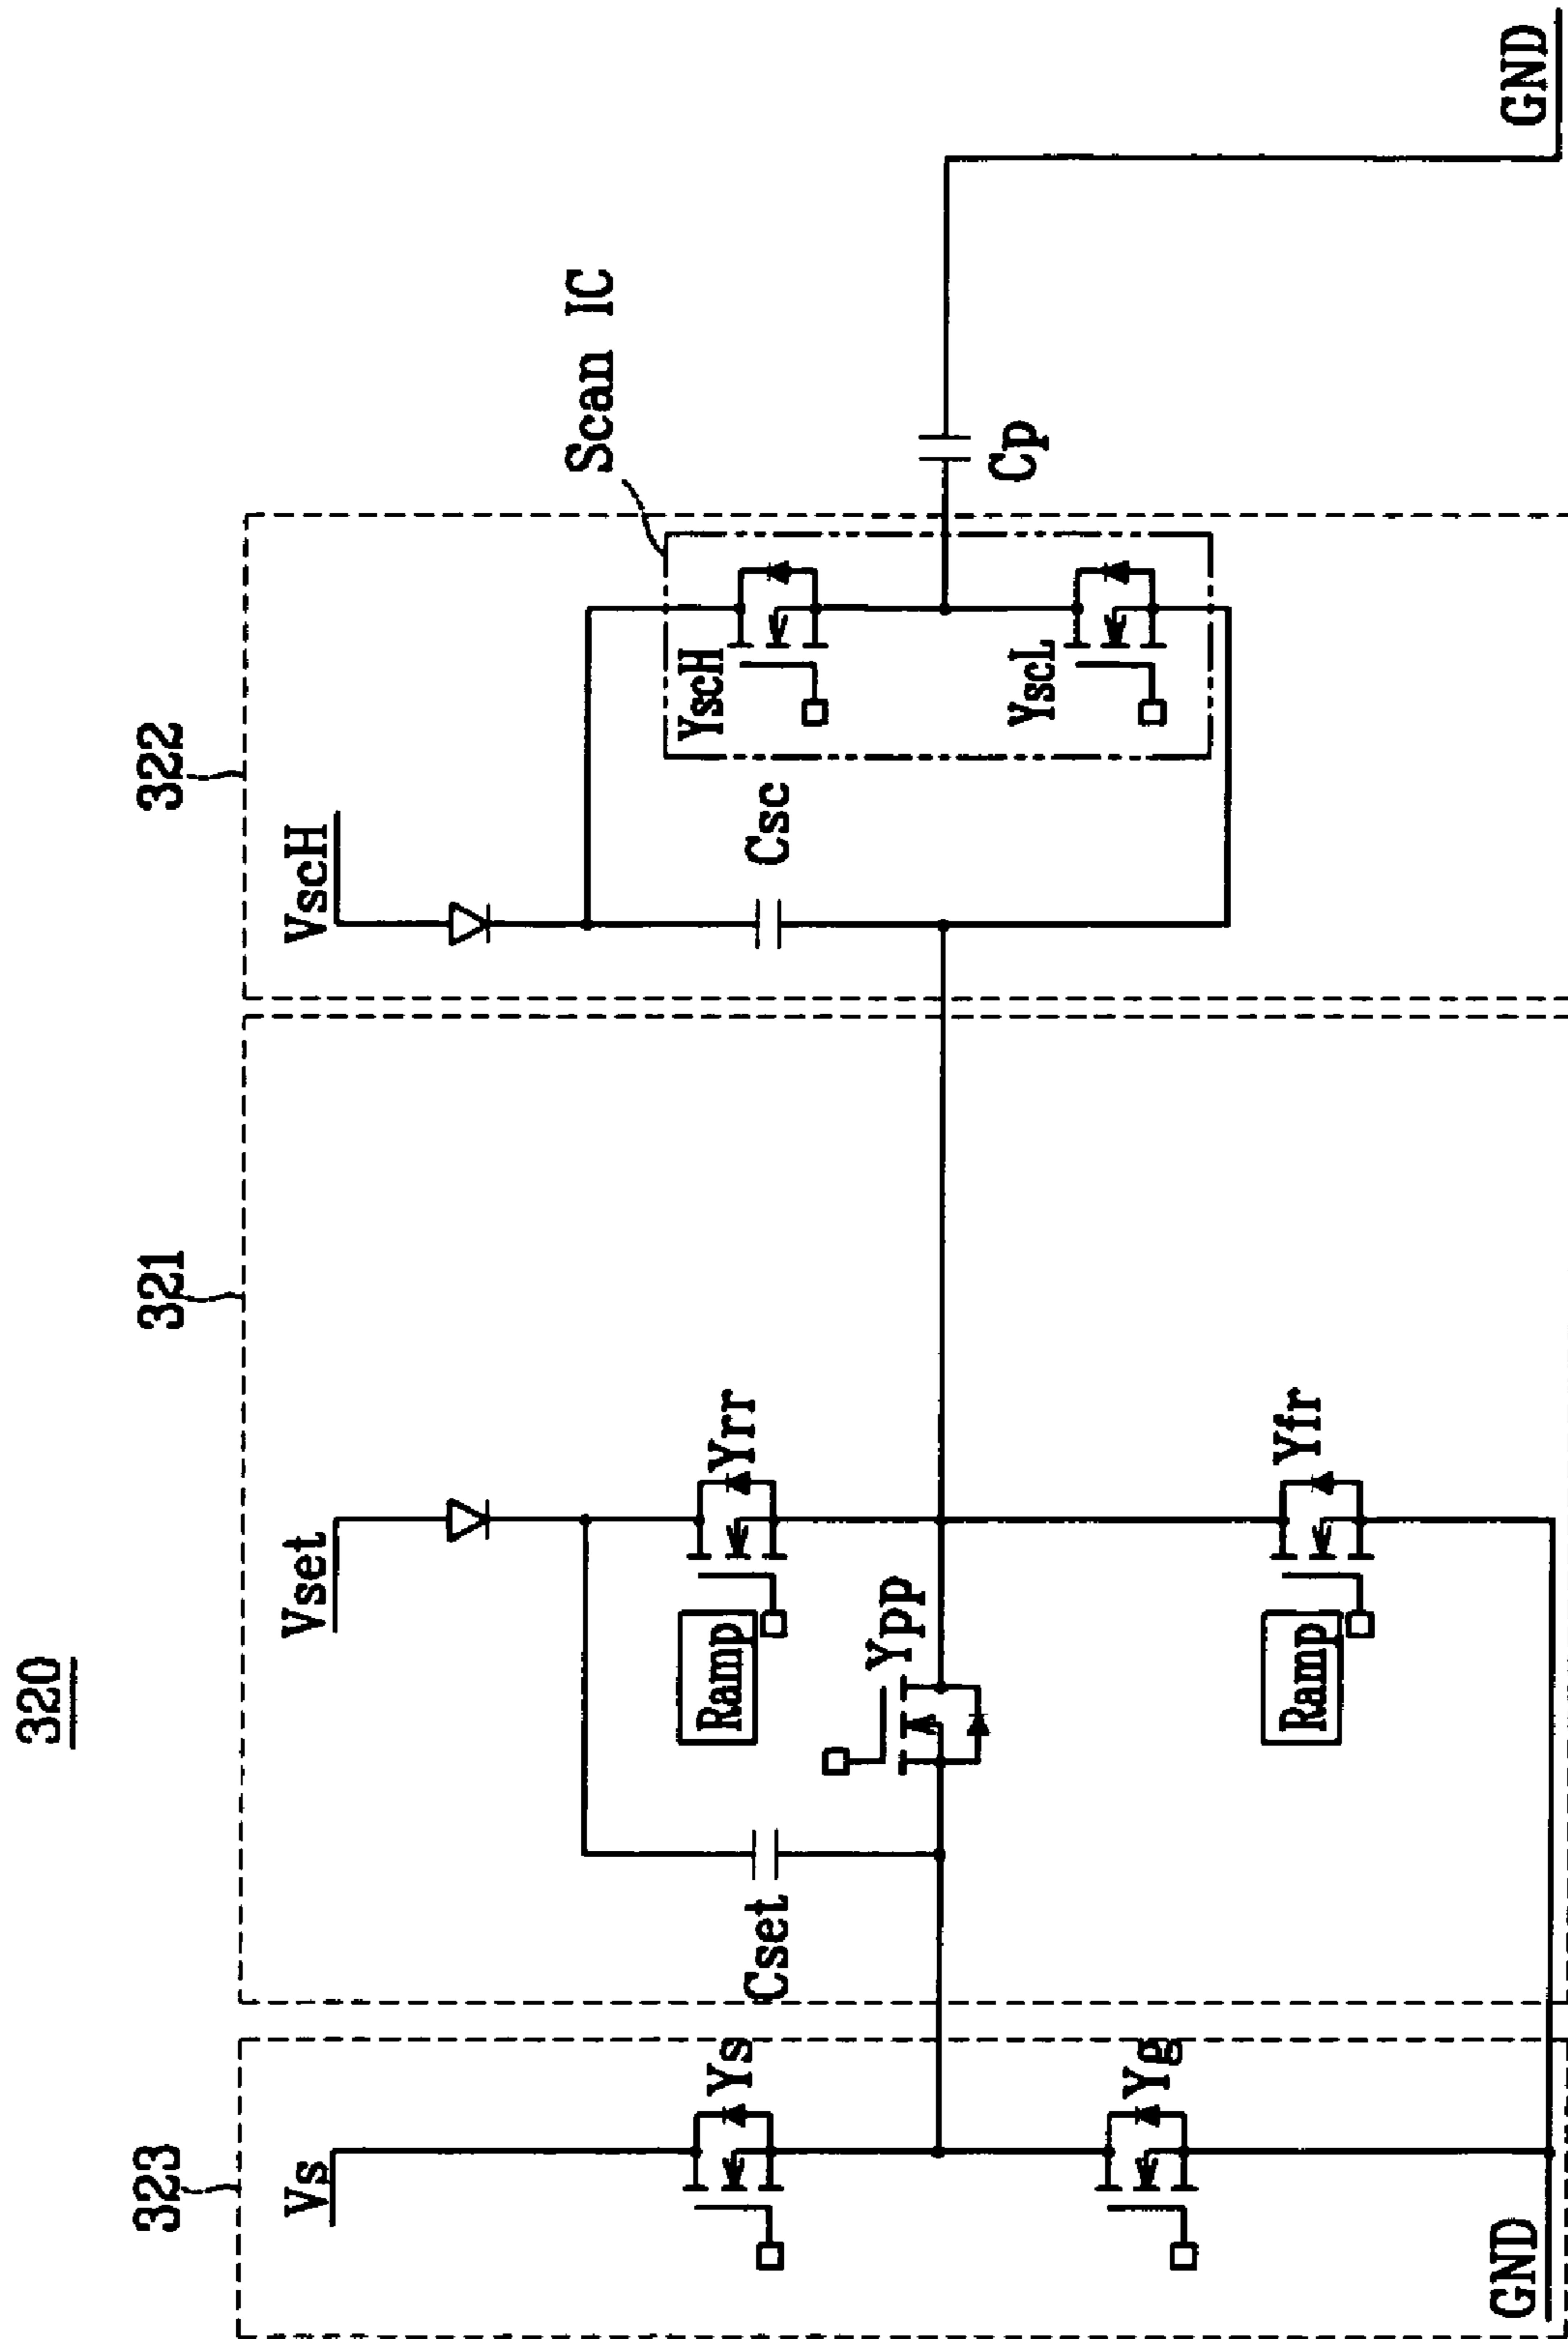 320
323
321
322
Vs
Vset
VscH
Scan IC
Ys
Cset
Ramp
Yrr
Csc
YscH
Ypp
Cp
Yg
Ramp
Yfr
YscL
GND
GND